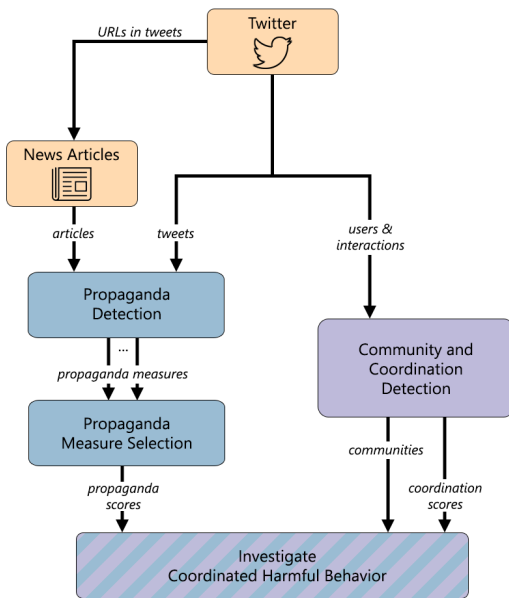 Twitter
URLs in tweets
News Articles
articles
tweets
users &
interactions
Propaganda
Detection
Community and
Coordination
Detection
...
propaganda measures
Propaganda
Measure Selection
communities
propaganda
scores
coordination
scores
Investigate
Coordinated Harmful Behavior